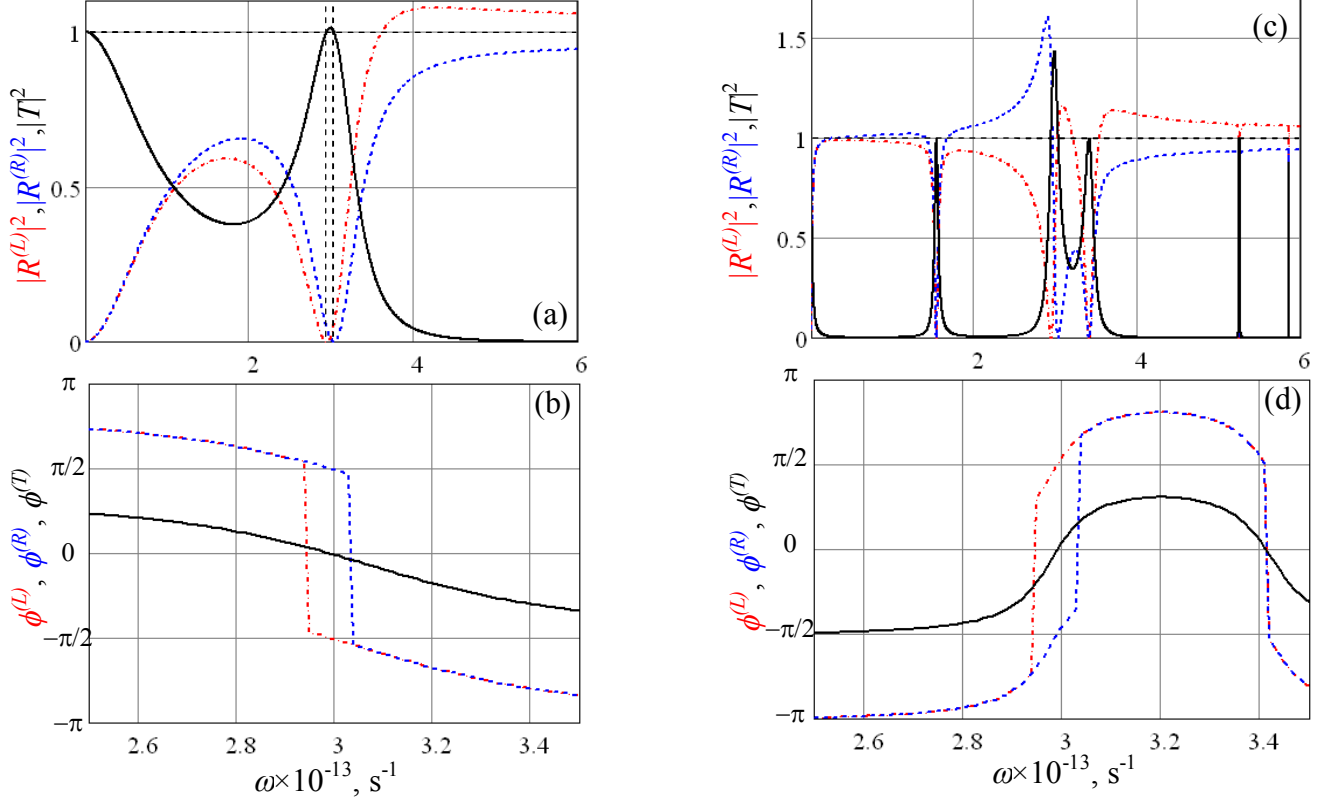 1
0.5
0
2
4
6
|R(L)|2,|R(R)|2,|T|2
(a)
π
π/2
0
−π/2
−π
2.6
2.8
3
3.2
3.4
ϕ(L), ϕ(R), ϕ(T)
(b)
ω×10-13, s-1
1.5
1
0.5
0
2
4
6
|R(L)|2,|R(R)|2,|T|2
(c)
π
π/2
0
−π/2
−π
2.6
2.8
3
3.2
3.4
ϕ(L), ϕ(R), ϕ(T)
(d)
ω×10-13, s-1